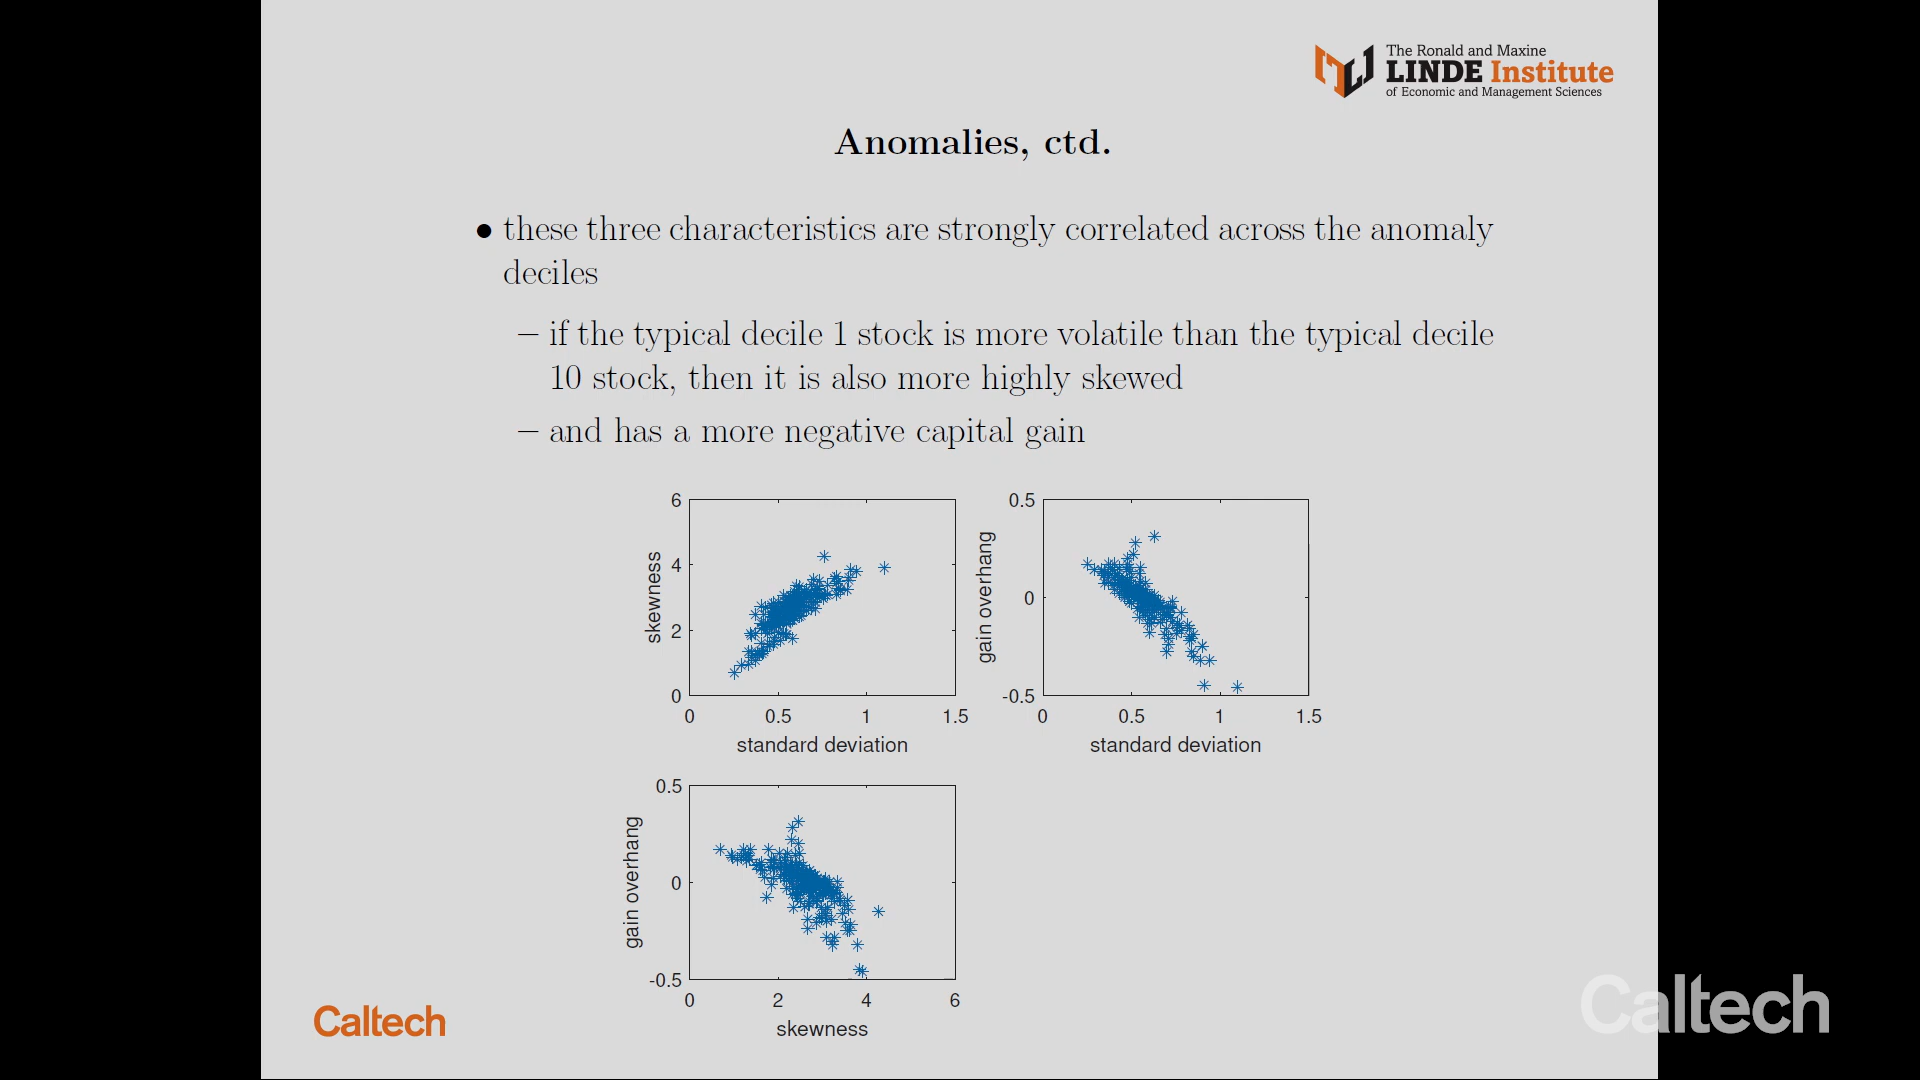 The Ronald and Maxine
LINDE Institute
of Economic and Management Sciences
Anomalies, ctd.
• these three characteristics are strongly correlated across the anomaly
deciles
– if the typical decile 1 stock is more volatile than the typical decile
10 stock, then it is also more highly skewed
– and has a more negative capital gain
6
4
2
0
skewness
0 0.5 1 1.5
standard deviation
0.5
0
-0.5
gain overhang
0 0.5 1 1.5
standard deviation
0.5
0
-0.5
gain overhang
0 2 4 6
skewness
Caltech
Caltech